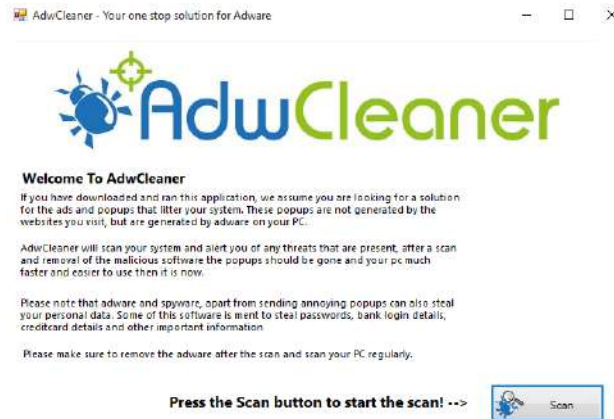 AdwCleaner - Your one stop solution for Adware
AdwCleaner
Welcome To AdwCleaner
If you have downloaded and ran this application, we assume you are looking for a solution
for the ads and popups that litter your system. These popups are not generated by the
websites you visit, but are generated by adware on your PC.
AdwCleaner will scan your system and alert you of any threats that are present, after a scan
and removal of the malicious software the popups should be gone and your pc much
faster and easier to use then it is now.
Please note that adware and spyware, apart from sending annoying popups can also steal
your personal data. Some of this software is ment to steal passwords, bank login details,
creditcard details and other important information
Please make sure to remove the adware after the scan and scan your PC regularly.
Press the Scan button to start the scan! -->
Scan